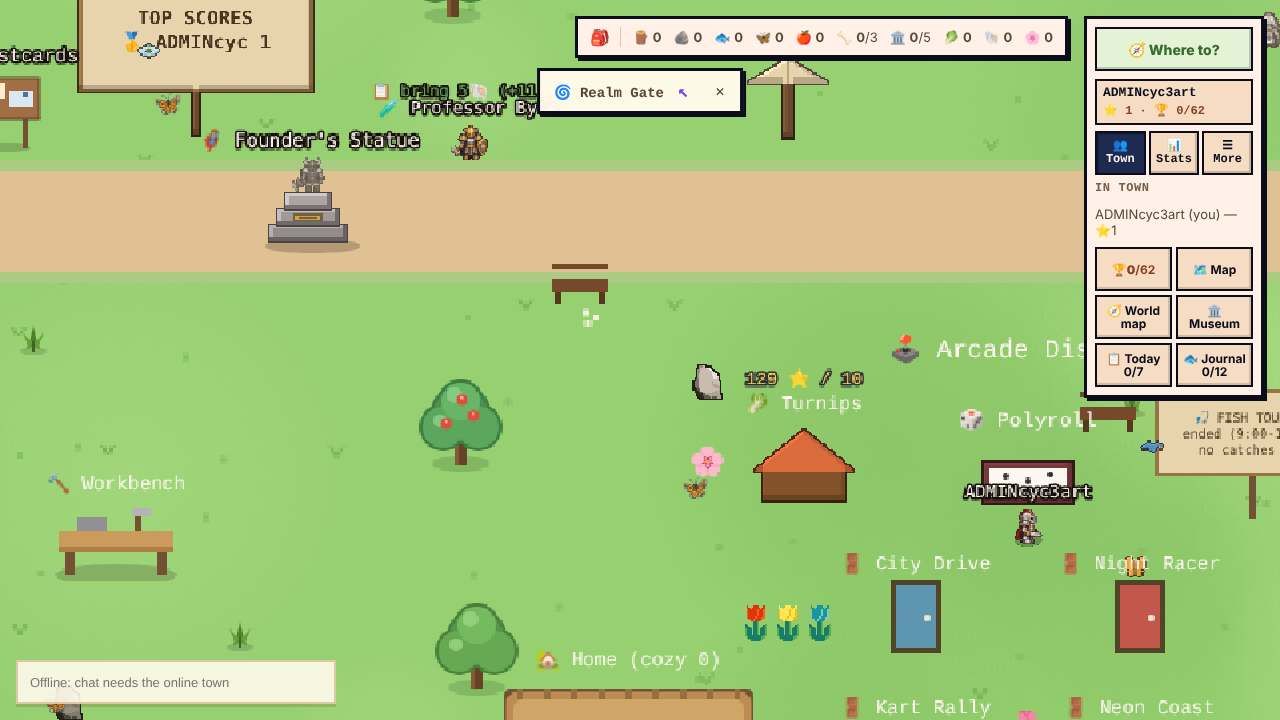 TOP SCORES
ADMINcyc 1
stcards
0
0
0
0
0
0/3
0/5
0
0
0
Where to?
Realm Gate
×
bring 5 (+11
Professor By
Founder's Statue
ADMINcyc3art
1 · 0/62
Town
Stats
More
IN TOWN
ADMINcyc3art (you) —
1
0/62
Map
World
map
Museum
Today
0/7
Journal
0/12
Arcade Dis
129 / 10
Turnips
Polyroll
FISH TOU
ended (9:00-1
no catches
ADMINcyc3art
Workbench
City Drive
Night Racer
Home (cozy 0)
Offline: chat needs the online town
Kart Rally
Neon Coast